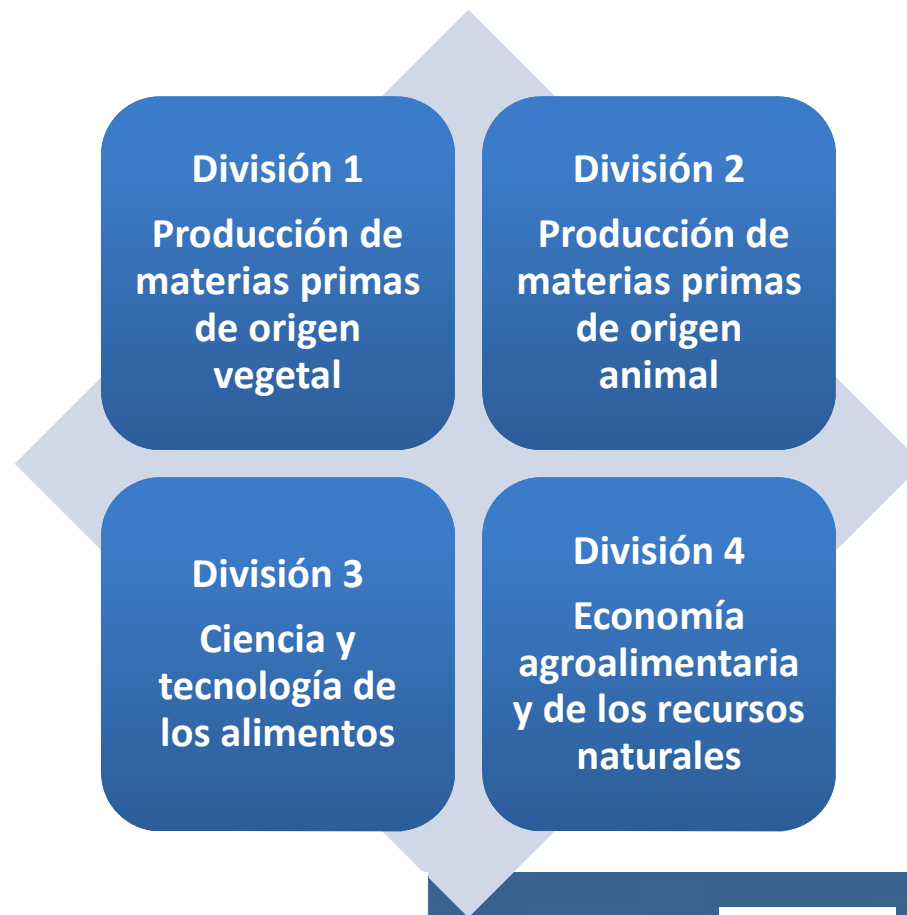 División 1
Producción de
materias primas
de origen
vegetal
División 2
Producción de
materias primas
de origen
animal
División 3
Ciencia y
tecnología de
los alimentos
División 4
Economía
agroalimentaria
y de los recursos
naturales